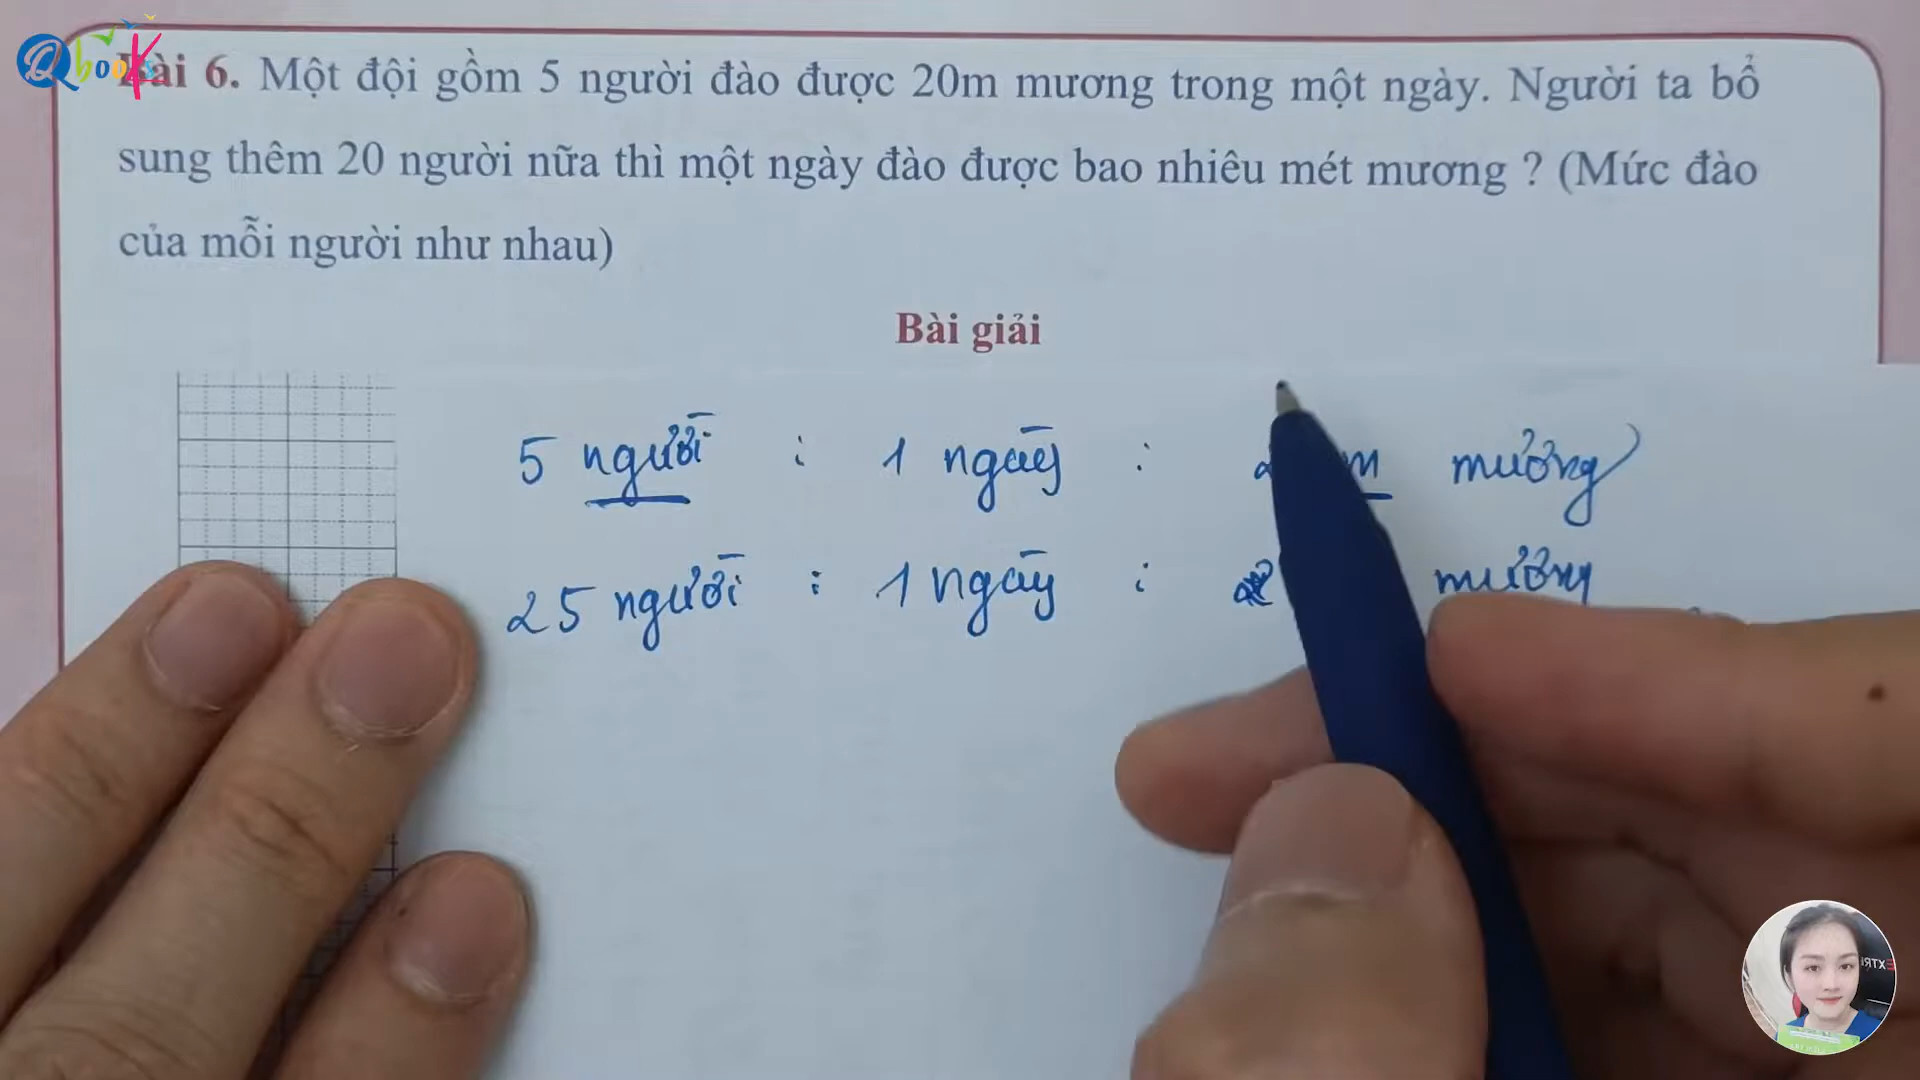 Qbooks
Bài 6. Một đội gồm 5 người đào được 20m mương trong một ngày. Người ta bổ
sung thêm 20 người nữa thì một ngày đào được bao nhiêu mét mương ? (Mức đào
của mỗi người như nhau)
Bài giải
5 người : 1 ngày : m mương
25 người : 1 ngày : mương